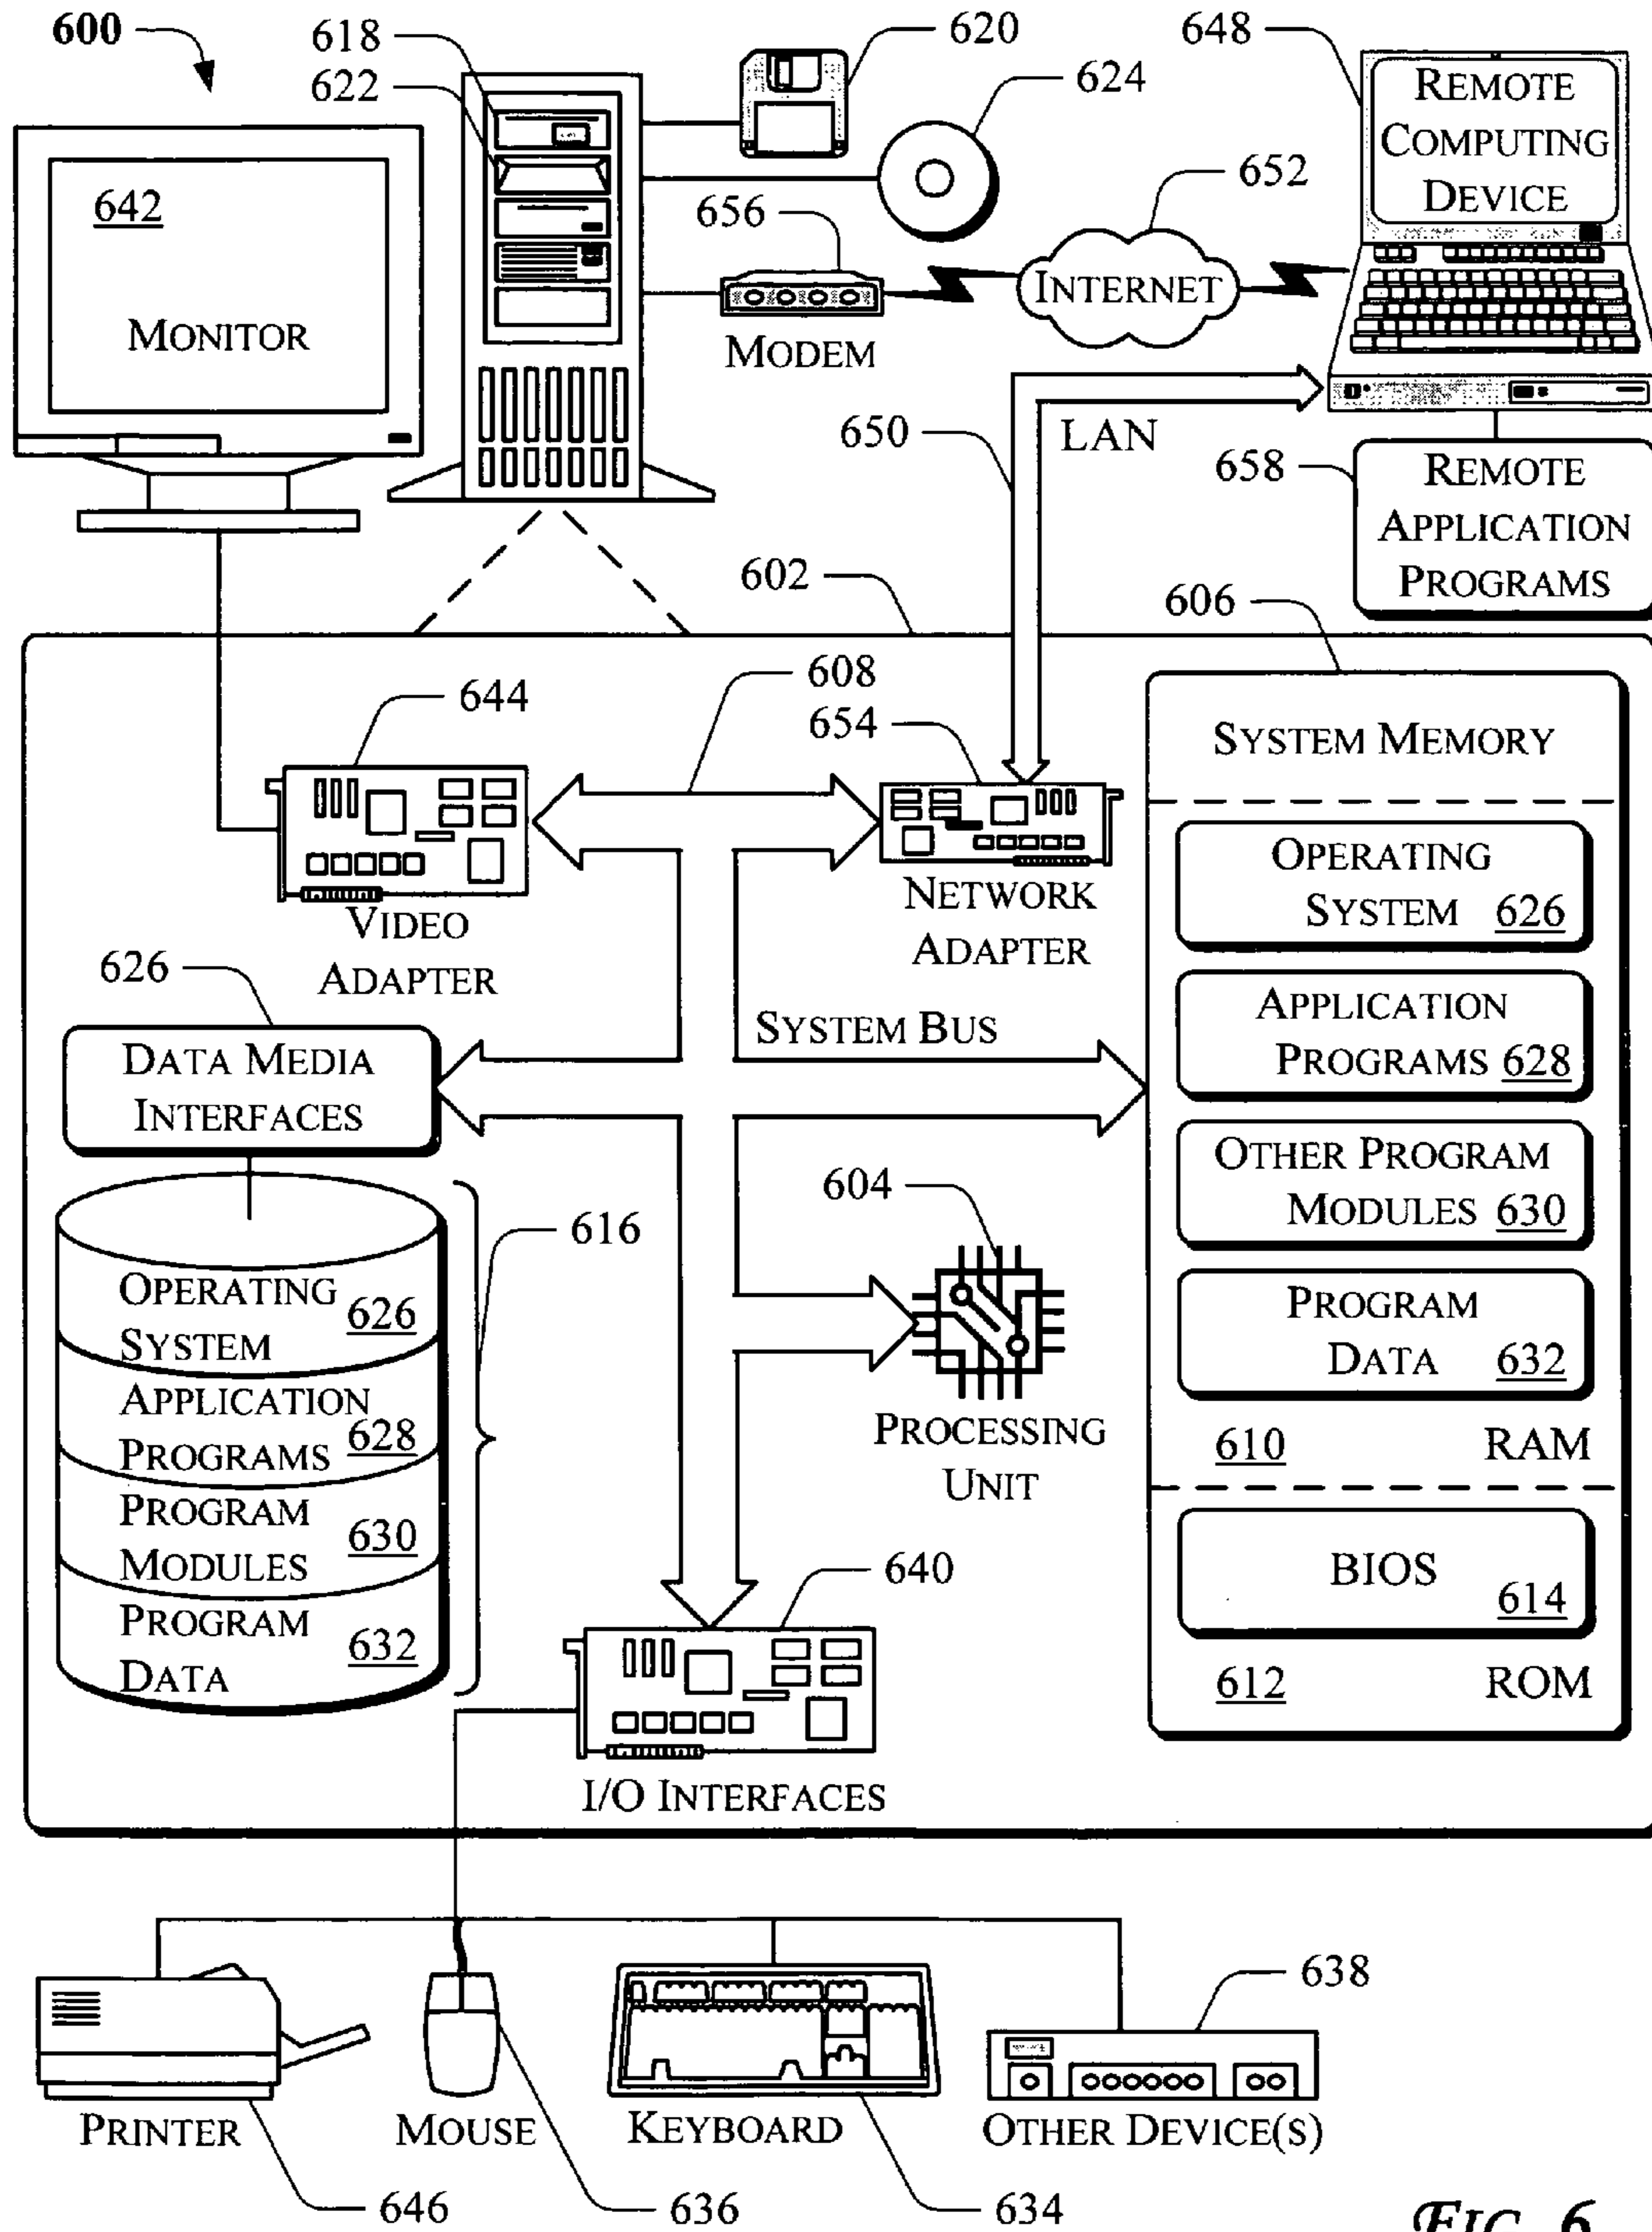 600
618
622
620
624
648
REMOTE
COMPUTING
DEVICE
642
MONITOR
656
MODEM
652
INTERNET
650
LAN
658
REMOTE
APPLICATION
PROGRAMS
602
606
608
644
654
SYSTEM MEMORY
VIDEO
ADAPTER
NETWORK
ADAPTER
OPERATING
SYSTEM 626
626
DATA MEDIA
INTERFACES
SYSTEM BUS
APPLICATION
PROGRAMS 628
OTHER PROGRAM
MODULES 630
604
PROCESSING
UNIT
616
OPERATING
SYSTEM 626
APPLICATION
PROGRAMS 628
PROGRAM
MODULES 630
PROGRAM
DATA 632
PROGRAM
DATA 632
610 RAM
BIOS
614
612 ROM
640
I/O INTERFACES
638
PRINTER
MOUSE
KEYBOARD
OTHER DEVICE(S)
646
636
634
FIG. 6